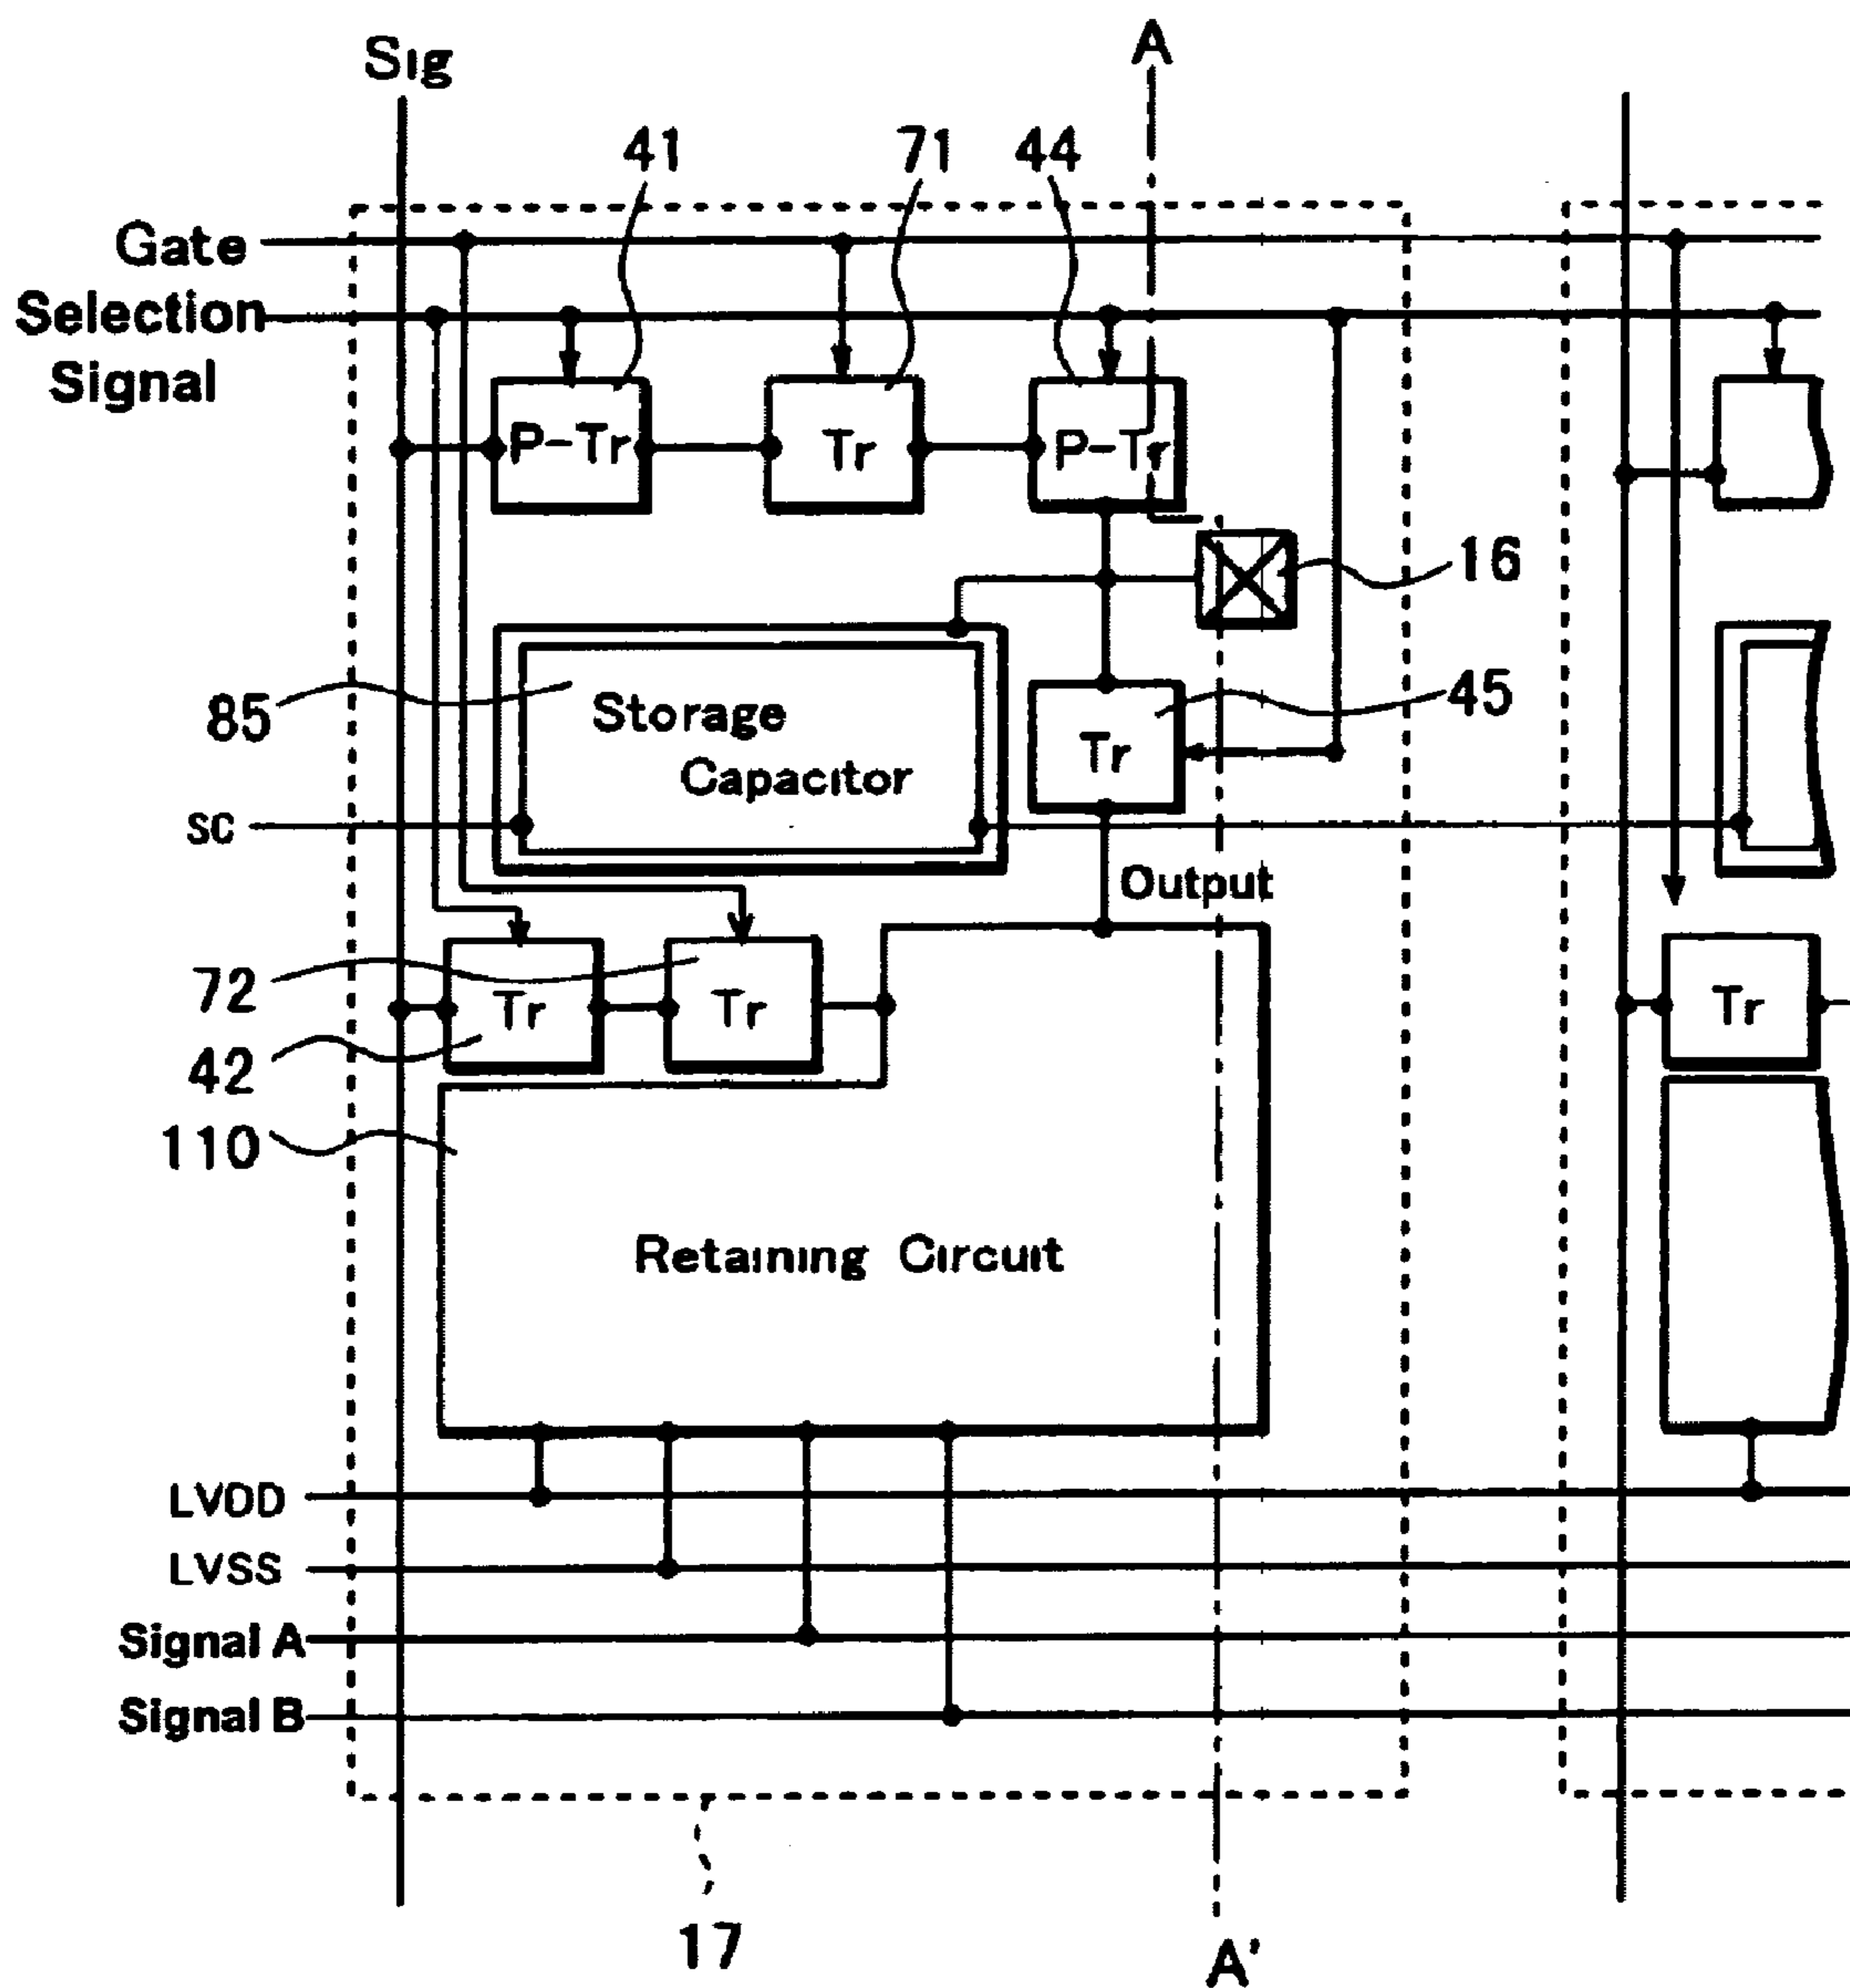 Sig
A
41
71
44
Gate
Selection
Signal
P-Tr
Tr
P-Tr
16
85
Storage
Capacitor
45
Tr
SC
Output
72
Tr
Tr
Tr
42
110
Retaining Circuit
LVDD
LVSS
Signal A
Signal B
17
A'